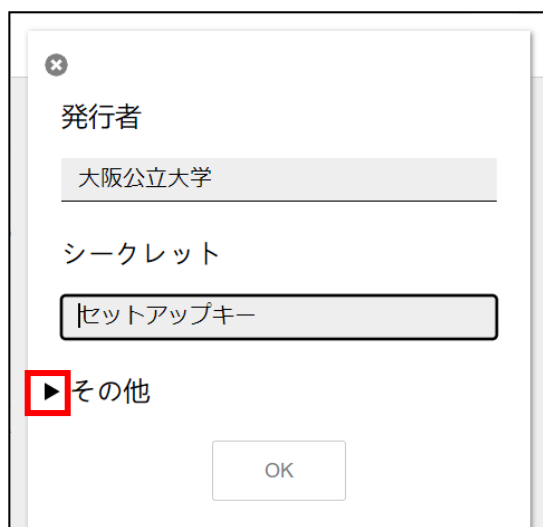 発行者
大阪公立大学
シークレット
セットアップキー
その他
OK